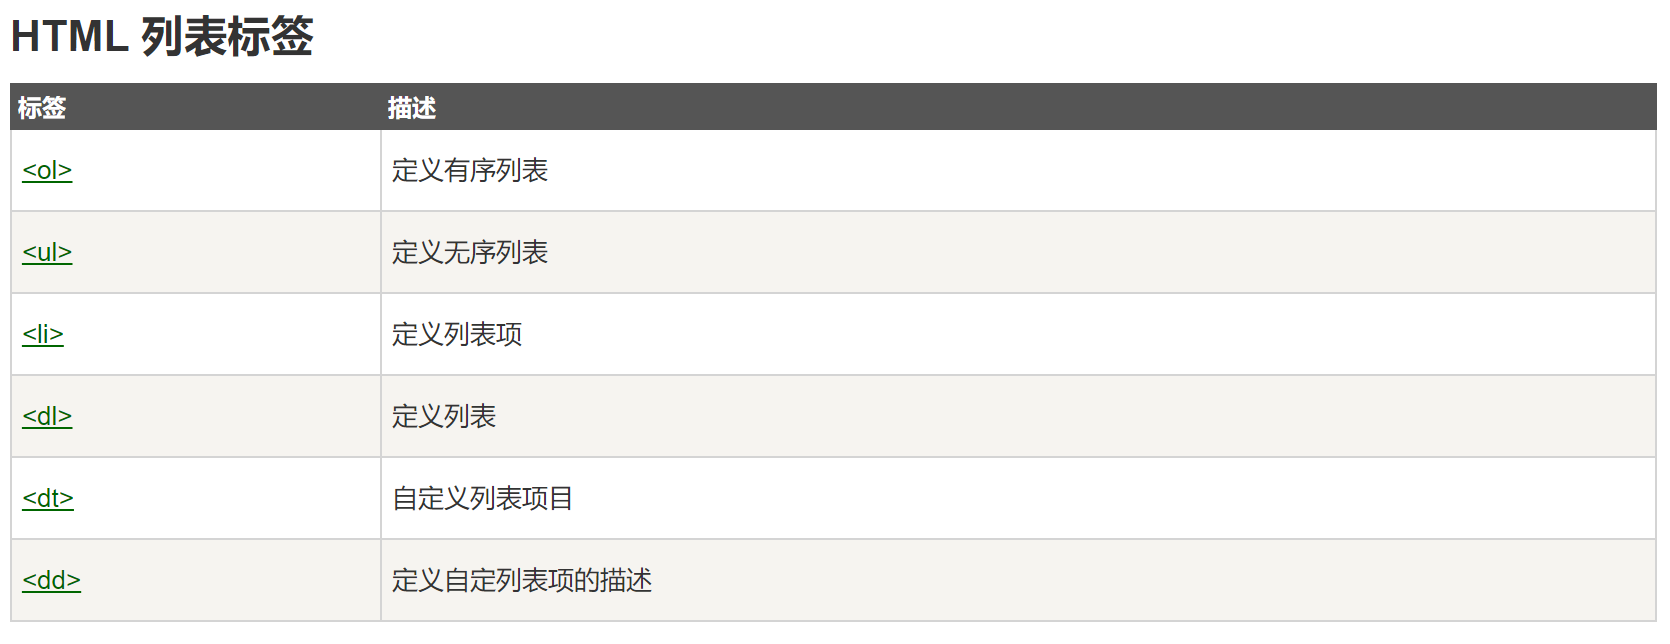 HTML 列表标签
标签 描述
<ol> 定义有序列表
<ul> 定义无序列表
<li> 定义列表项
<dl> 定义列表
<dt> 自定义列表项目
<dd> 定义自定列表项的描述